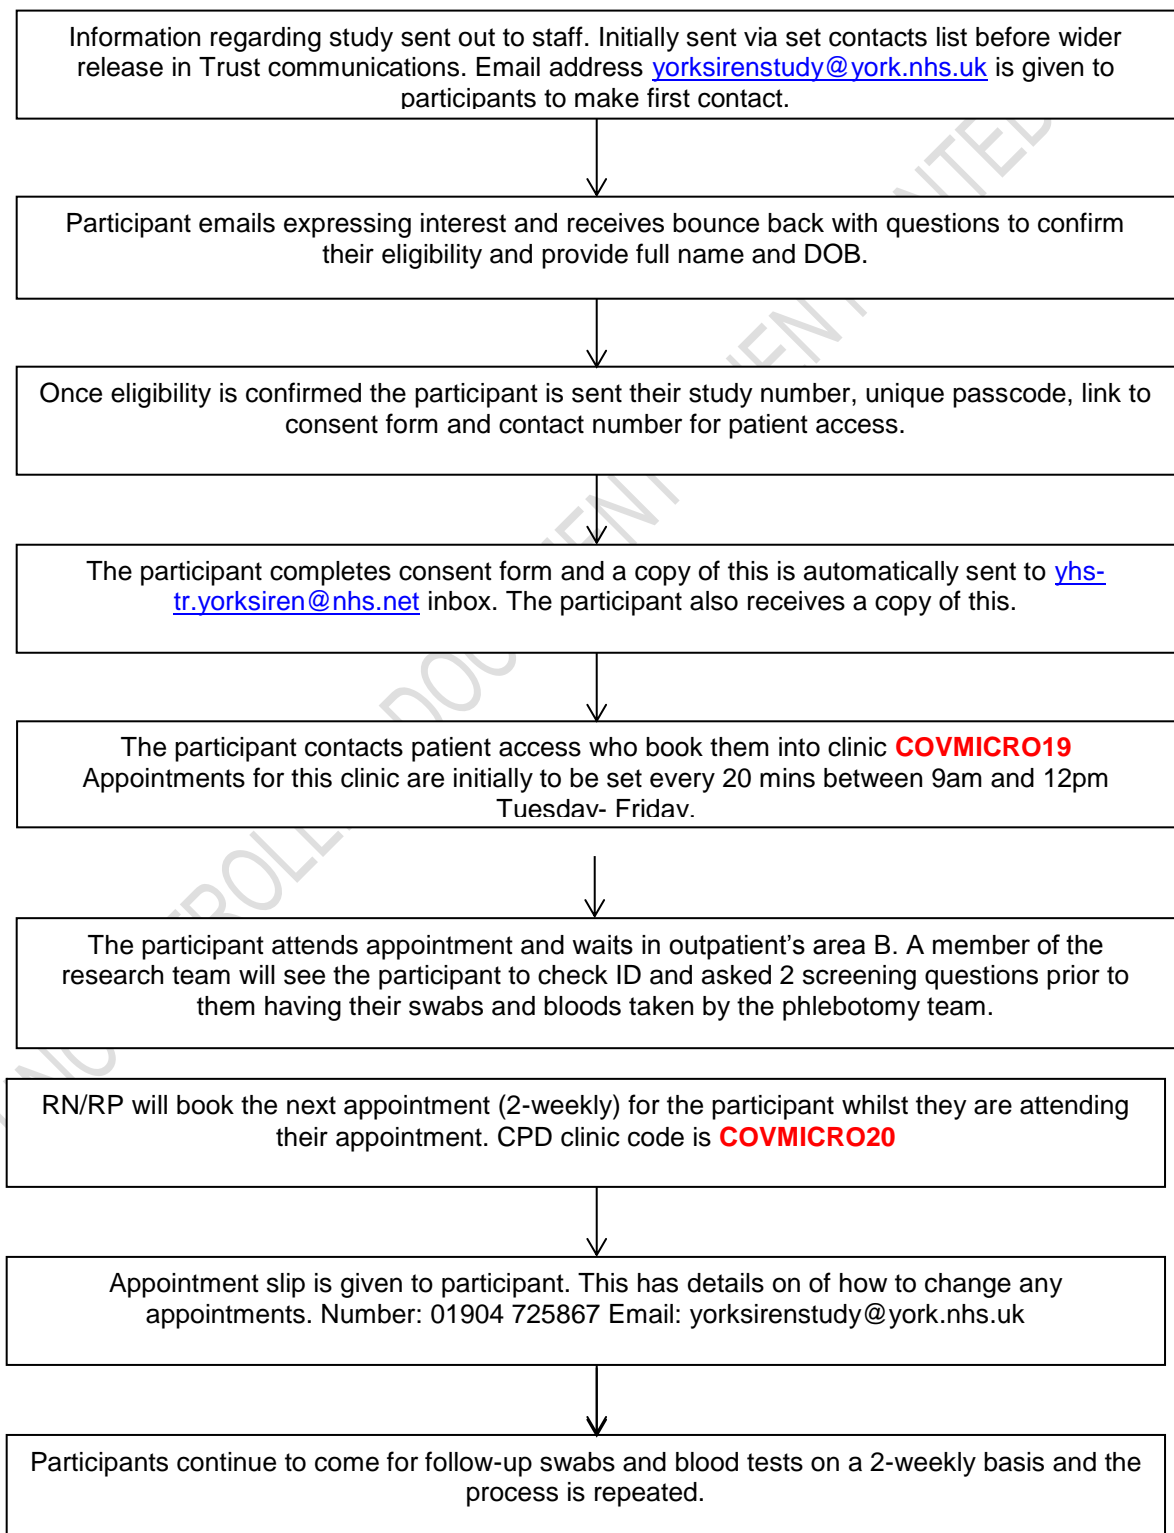 Information regarding study sent out to staff. Initially sent via set contacts list before wider
release in Trust communications. Email address yorksirenstudy@york.nhs.uk is given to
participants to make first contact.
Participant emails expressing interest and receives bounce back with questions to confirm
their eligibility and provide full name and DOB.
Once eligibility is confirmed the participant is sent their study number, unique passcode, link to
consent form and contact number for patient access.
The participant completes consent form and a copy of this is automatically sent to yhs-
tr.yorksiren@nhs.net inbox. The participant also receives a copy of this.
The participant contacts patient access who book them into clinic COVMICRO19
Appointments for this clinic are initially to be set every 20 mins between 9am and 12pm
Tuesday- Friday.
The participant attends appointment and waits in outpatient's area B. A member of the
research team will see the participant to check ID and asked 2 screening questions prior to
them having their swabs and bloods taken by the phlebotomy team.
RN/RP will book the next appointment (2-weekly) for the participant whilst they are attending
their appointment. CPD clinic code is COVMICRO20
Appointment slip is given to participant. This has details on of how to change any
appointments. Number: 01904 725867 Email: yorksirenstudy@york.nhs.uk
Participants continue to come for follow-up swabs and blood tests on a 2-weekly basis and the
process is repeated.